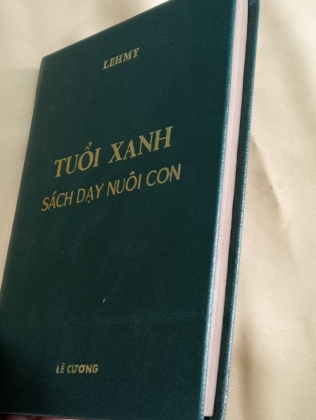 LEHMY
TUỔI XANH
SÁCH DẠY NUÔI CON
LÊ CƯƠNG